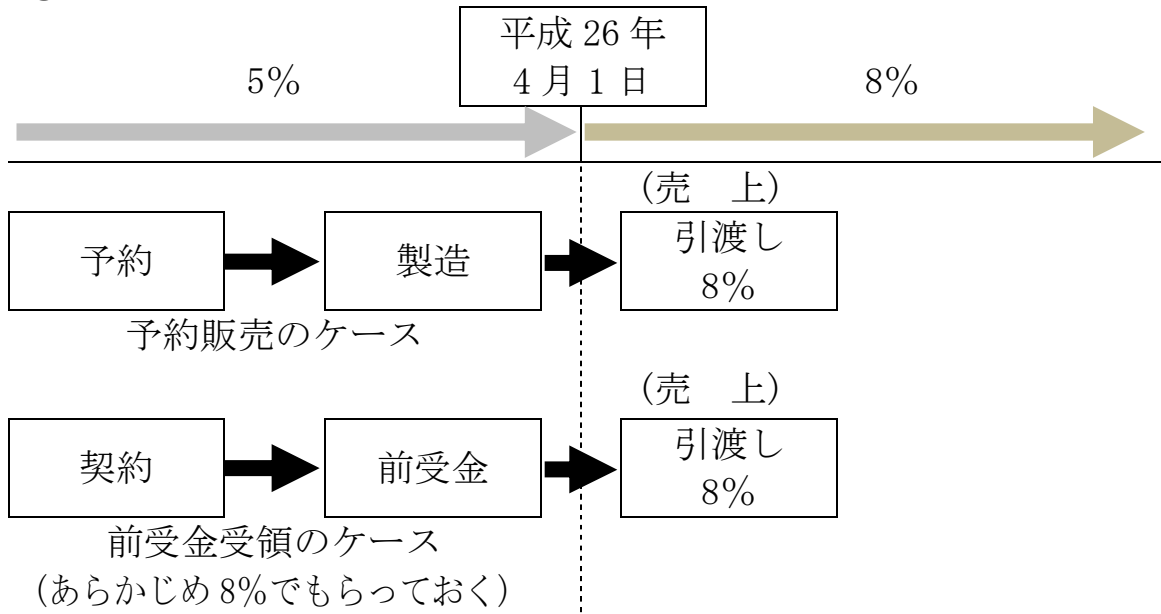 平成 26 年
4 月 1 日
5%
8%
(売　上)
予約
製造
引渡し
8%
予約販売のケース
(売　上)
契約
前受金
引渡し
8%
前受金受領のケース
(あらかじめ 8%でもらっておく)